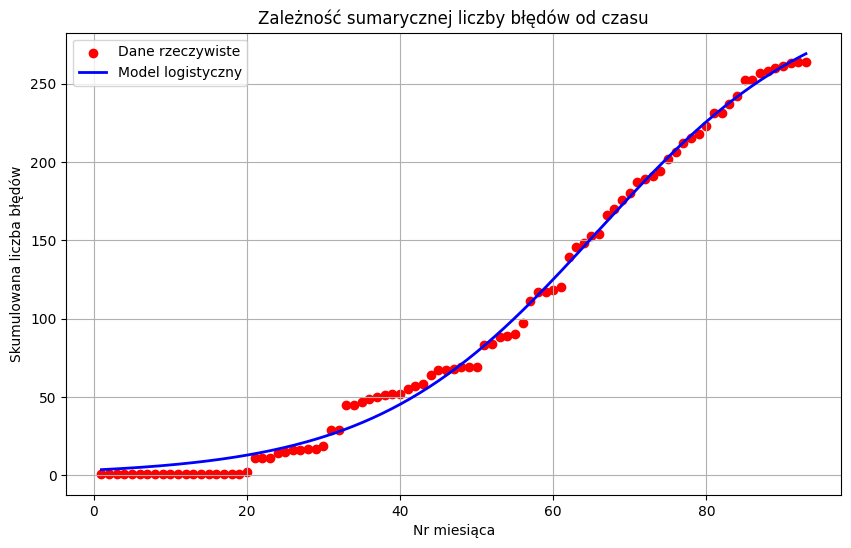 Zależność sumarycznej liczby błędów od czasu
Dane rzeczywiste
Model logistyczny
Skumulowana liczba błędów
250
200
150
100
50
0
0 20 40 60 80
Nr miesiąca